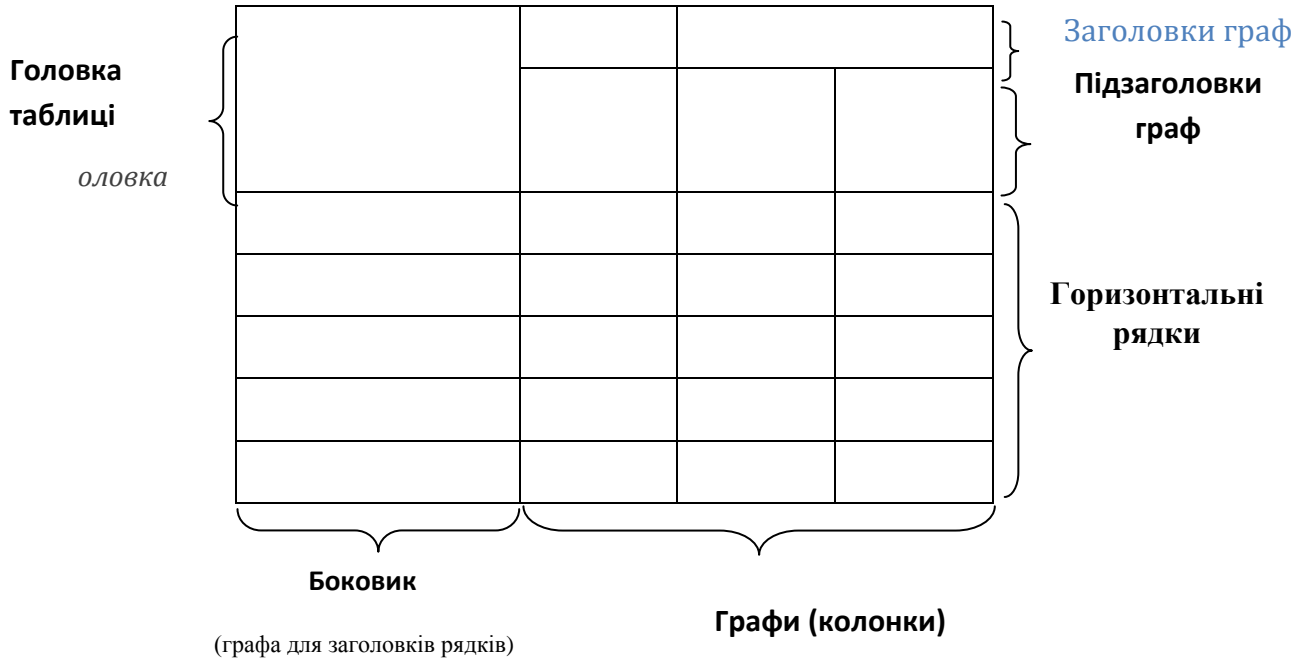 Заголовки граф
Головка
таблиці
Підзаголовки
граф
оловка
Горизонтальні
рядки
Боковик
(графа для заголовків рядків)
Графи (колонки)